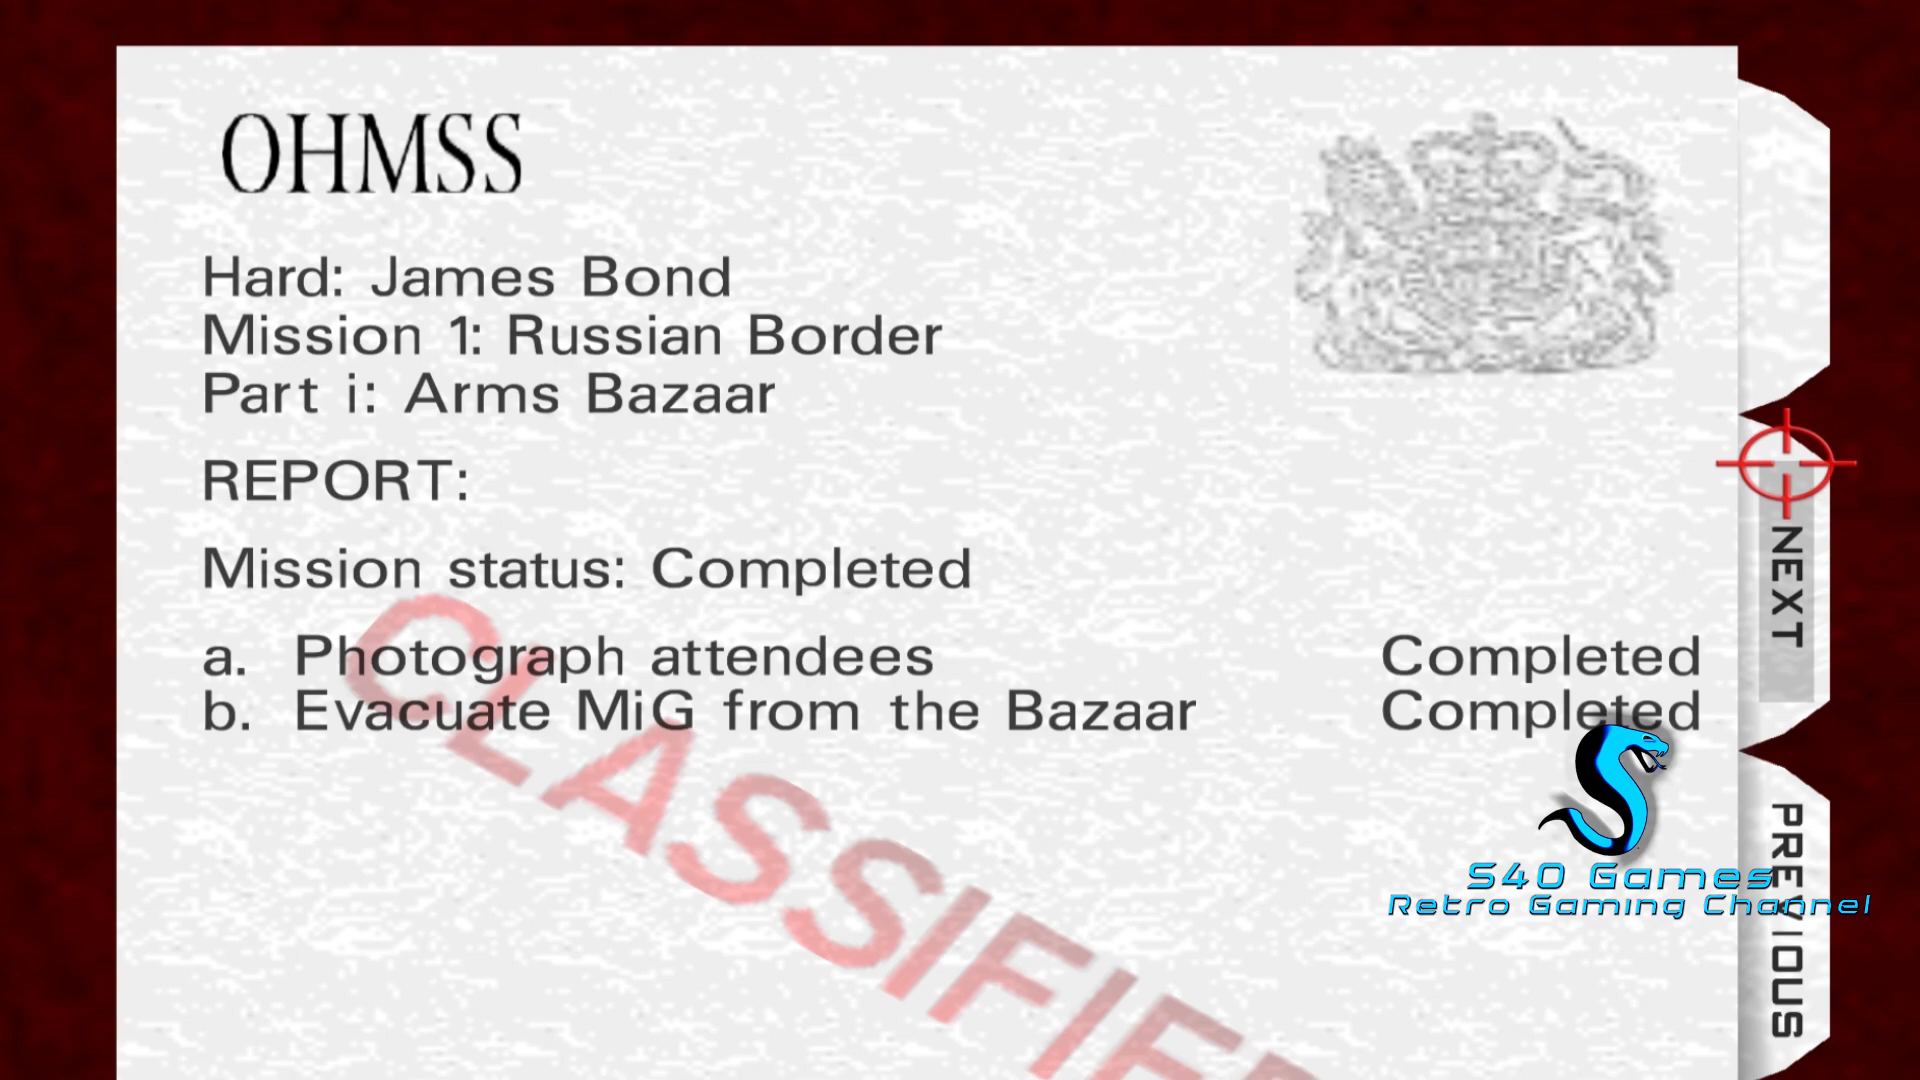 OHMSS
Hard: James Bond
Mission 1: Russian Border
Part i: Arms Bazaar
REPORT:
Mission status: Completed
a. Photograph attendees Completed
b. Evacuate MiG from the Bazaar Completed
CLASSIFIE
NEXT
PREVIOUS
S40 Games
Retro Gaming Channel